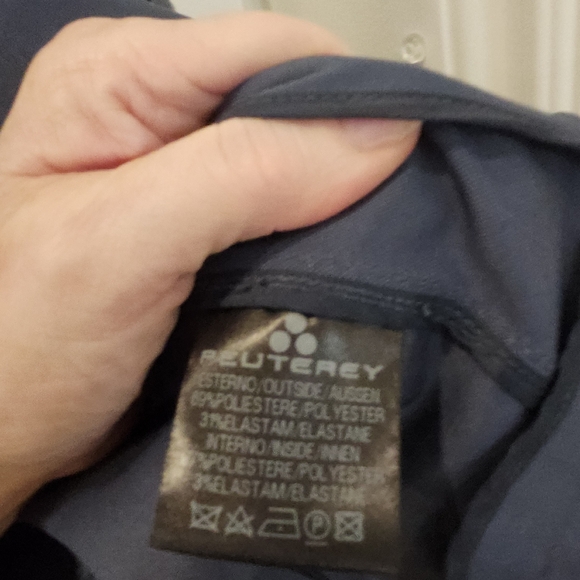 PEUTEREY
ESTERNO/OUTSIDE/AUSSEN
69%POLIESTERE/POLYESTER
31%ELASTAM/ELASTANE
INTERNO/INSIDE/INNEN
POLIESTERE/POLYESTER
3%ELASTAM/ELASTANE
P